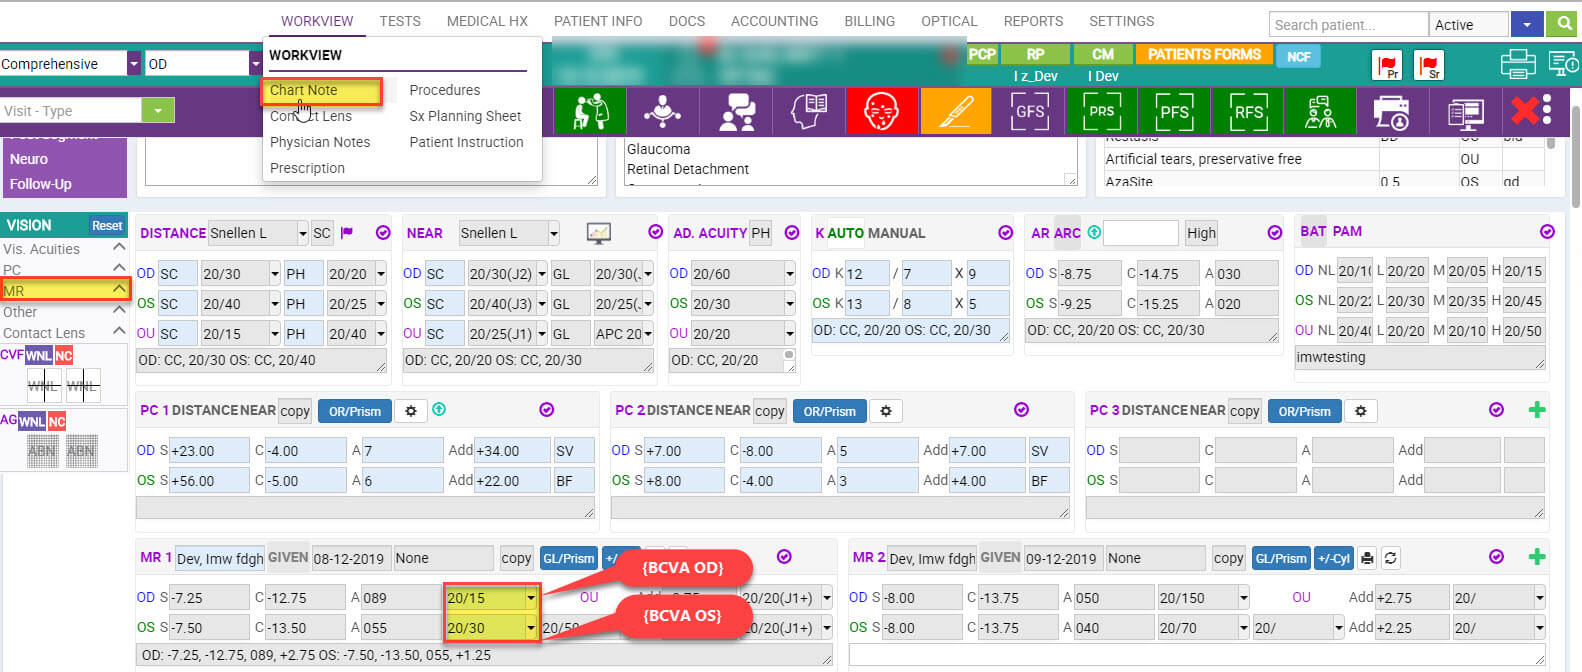 WORKVIEW TESTS MEDICAL HX PATIENT INFO DOCS ACCOUNTING BILLING OPTICAL REPORTS SETTINGS Search patient... Active
WORKVIEW
Chart Note Procedures
Contact Lens Sx Planning Sheet
Physician Notes Patient Instruction
Prescription
Comprehensive OD
PCP RP CM PATIENTS FORMS NCF
I z_Dev I Dev
Pr Sr
Visit - Type
GFS PRS PFS RFS
Neuro
Follow-Up
Glaucoma
Retinal Detachment
Artificial tears, preservative free OU
AzaSite 0.5 OS qd
VISION Reset
Vis. Acuities
PC
MR
Other
Contact Lens
CVF WNL NC
WNL WNL
AG WNL NC
ABN ABN
DISTANCE Snellen L SC
OD SC 20/30 PH 20/20
OS SC 20/40 PH 20/25
OU SC 20/15 PH 20/40
OD: CC, 20/30 OS: CC, 20/40
NEAR Snellen L
OD SC 20/30(J2) GL 20/30(
OS SC 20/40(J3) GL 20/25(
OU SC 20/25(J1) GL APC 20
OD: CC, 20/20 OS: CC, 20/30
AD. ACUITY PH
OD 20/60
OS 20/30
OU 20/20
OD: CC, 20/20
K AUTO MANUAL
OD K 12 / 7 X 9
OS K 13 / 8 X 5
OD: CC, 20/20 OS: CC, 20/30
AR ARC High
OD S -8.75 C -14.75 A 030
OS S -9.25 C -15.25 A 020
OD: CC, 20/20 OS: CC, 20/30
BAT PAM
OD NL 20/1( L 20/20 M 20/05 H 20/15
OS NL 20/2 L 20/30 M 20/35 H 20/45
OU NL 20/4( L 20/20 M 20/10 H 20/50
imwtesting
PC 1 DISTANCE NEAR copy OR/Prism
OD S +23.00 C -4.00 A 7 Add +34.00 SV
OS S +56.00 C -5.00 A 6 Add +22.00 BF
PC 2 DISTANCE NEAR copy OR/Prism
OD S +7.00 C -8.00 A 5 Add +7.00 SV
OS S +8.00 C -4.00 A 3 Add +4.00 BF
PC 3 DISTANCE NEAR copy OR/Prism
OD S C A Add
OS S C A Add
MR 1 Dev, Imw fdgh GIVEN 08-12-2019 None copy GL/Prism +/-
{BCVA OD}
OD S -7.25 C -12.75 A 089 20/15 OU 20/20(J1+)
{BCVA OS}
OS S -7.50 C -13.50 A 055 20/30 /20(J1+)
OD: -7.25, -12.75, 089, +2.75 OS: -7.50, -13.50, 055, +1.25
MR 2 Dev, Imw fdgh GIVEN 09-12-2019 None copy GL/Prism +/-Cyl
OD S -8.00 C -13.75 A 050 20/150 OU Add +2.75 20/
OS S -8.00 C -13.75 A 040 20/70 20/ Add +2.25 20/